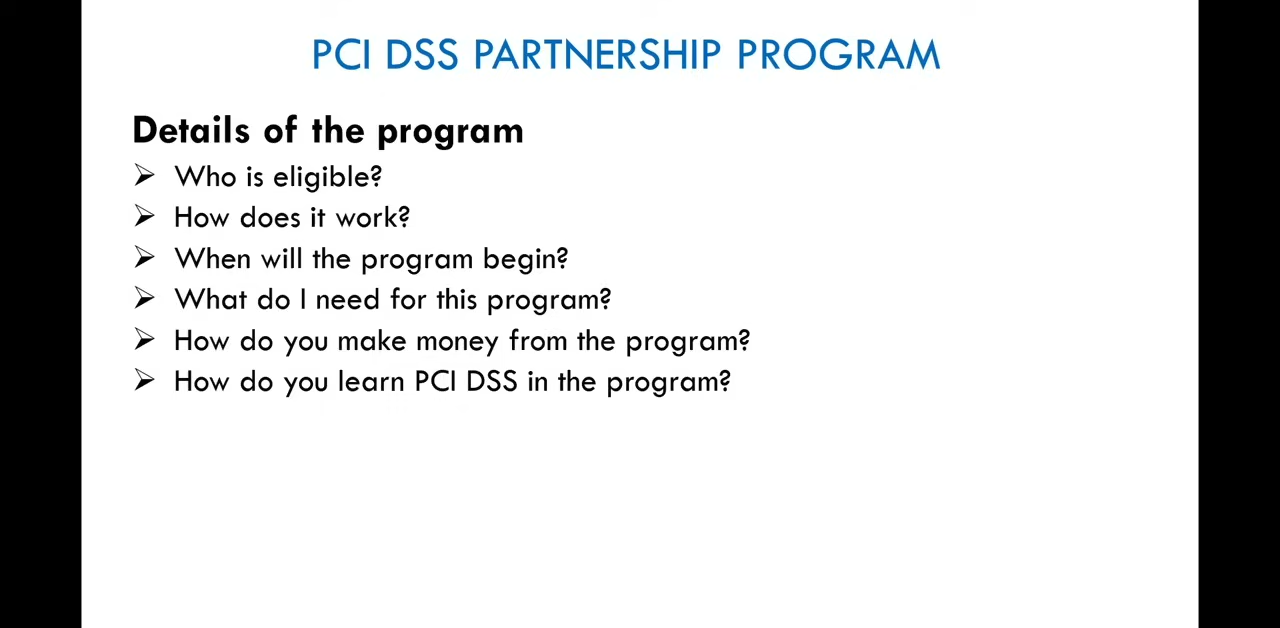 PCI DSS PARTNERSHIP PROGRAM
Details of the program
➢ Who is eligible?
➢ How does it work?
➢ When will the program begin?
➢ What do I need for this program?
➢ How do you make money from the program?
➢ How do you learn PCI DSS in the program?